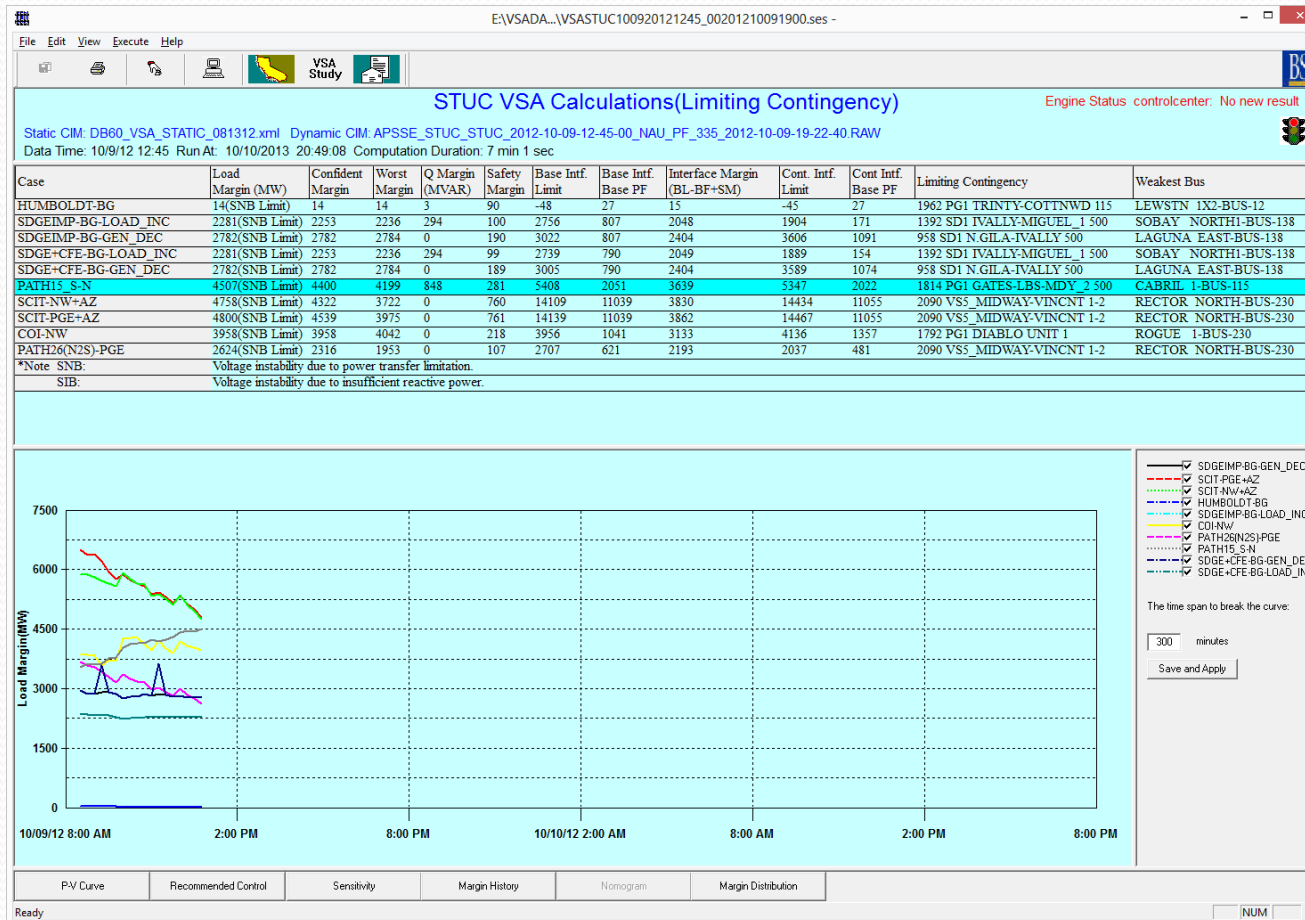 E:\VSADA...\VSASTUC100920121245_00201210091900.ses -
File Edit View Execute Help
VSA Study
BS
STUC VSA Calculations(Limiting Contingency)
Engine Status controlcenter: No new result
Static CIM: DB60_VSA_STATIC_081312.xml Dynamic CIM: APSSE_STUC_STUC_2012-10-09-12-45-00_NAU_PF_335_2012-10-09-19-22-40.RAW
Data Time: 10/9/12 12:45 Run At: 10/10/2013 20:49:08 Computation Duration: 7 min 1 sec
Case Load Margin (MW) Confident Margin Worst Margin Q Margin (MVAR) Safety Margin Base Intf. Limit Base Intf. Base PF Interface Margin (BL-BF+SM) Cont. Intf. Limit Cont Intf. Base PF Limiting Contingency Weakest Bus
HUMBOLDT-BG 14(SNB Limit) 14 14 3 90 -48 27 15 -45 27 1962 PG1 TRINTY-COTTNWD 115 LEWSTN 1X2-BUS-12
SDGEIMP-BG-LOAD_INC 2281(SNB Limit) 2253 2236 294 100 2756 807 2048 1904 171 1392 SD1 IVALLY-MIGUEL_1 500 SOBAY NORTH1-BUS-138
SDGEIMP-BG-GEN_DEC 2782(SNB Limit) 2782 2784 0 190 3022 807 2404 3606 1091 958 SD1 N.GILA-IVALLY 500 LAGUNA EAST-BUS-138
SDGE+CFE-BG-LOAD_INC 2281(SNB Limit) 2253 2236 294 99 2739 790 2049 1889 154 1392 SD1 IVALLY-MIGUEL_1 500 SOBAY NORTH1-BUS-138
SDGE+CFE-BG-GEN_DEC 2782(SNB Limit) 2782 2784 0 189 3005 790 2404 3589 1074 958 SD1 N.GILA-IVALLY 500 LAGUNA EAST-BUS-138
PATH15_S-N 4507(SNB Limit) 4400 4199 848 281 5408 2051 3639 5347 2022 1814 PG1 GATES-LBS-MDY_2 500 CABRIL 1-BUS-115
SCIT-NW+AZ 4758(SNB Limit) 4322 3722 0 760 14109 11039 3830 14434 11055 2090 VS5_MIDWAY-VINCNT 1-2 RECTOR NORTH-BUS-230
SCIT-PGE+AZ 4800(SNB Limit) 4539 3975 0 761 14139 11039 3862 14467 11055 2090 VS5_MIDWAY-VINCNT 1-2 RECTOR NORTH-BUS-230
COI-NW 3958(SNB Limit) 3958 4042 0 218 3956 1041 3133 4136 1357 1792 PG1 DIABLO UNIT 1 ROGUE 1-BUS-230
PATH26(N2S)-PGE 2624(SNB Limit) 2316 1953 0 107 2707 621 2193 2037 481 2090 VS5_MIDWAY-VINCNT 1-2 RECTOR NORTH-BUS-230
*Note SNB: Voltage instability due to power transfer limitation.
SIB: Voltage instability due to insufficient reactive power.
Load Margin(MW)
7500
6000
4500
3000
1500
0
10/09/12 8:00 AM 2:00 PM 8:00 PM 10/10/12 2:00 AM 8:00 AM 2:00 PM 8:00 PM
SDGEIMP-BG-GEN_DEC
SCIT-PGE+AZ
SCIT-NW+AZ
HUMBOLDT-BG
SDGEIMP-BG-LOAD_INC
COI-NW
PATH26(N2S)-PGE
PATH15_S-N
SDGE+CFE-BG-GEN_DE
SDGE+CFE-BG-LOAD_IN
The time span to break the curve:
300 minutes
Save and Apply
P-V Curve Recommended Control Sensitivity Margin History Nomogram Margin Distribution
Ready NUM